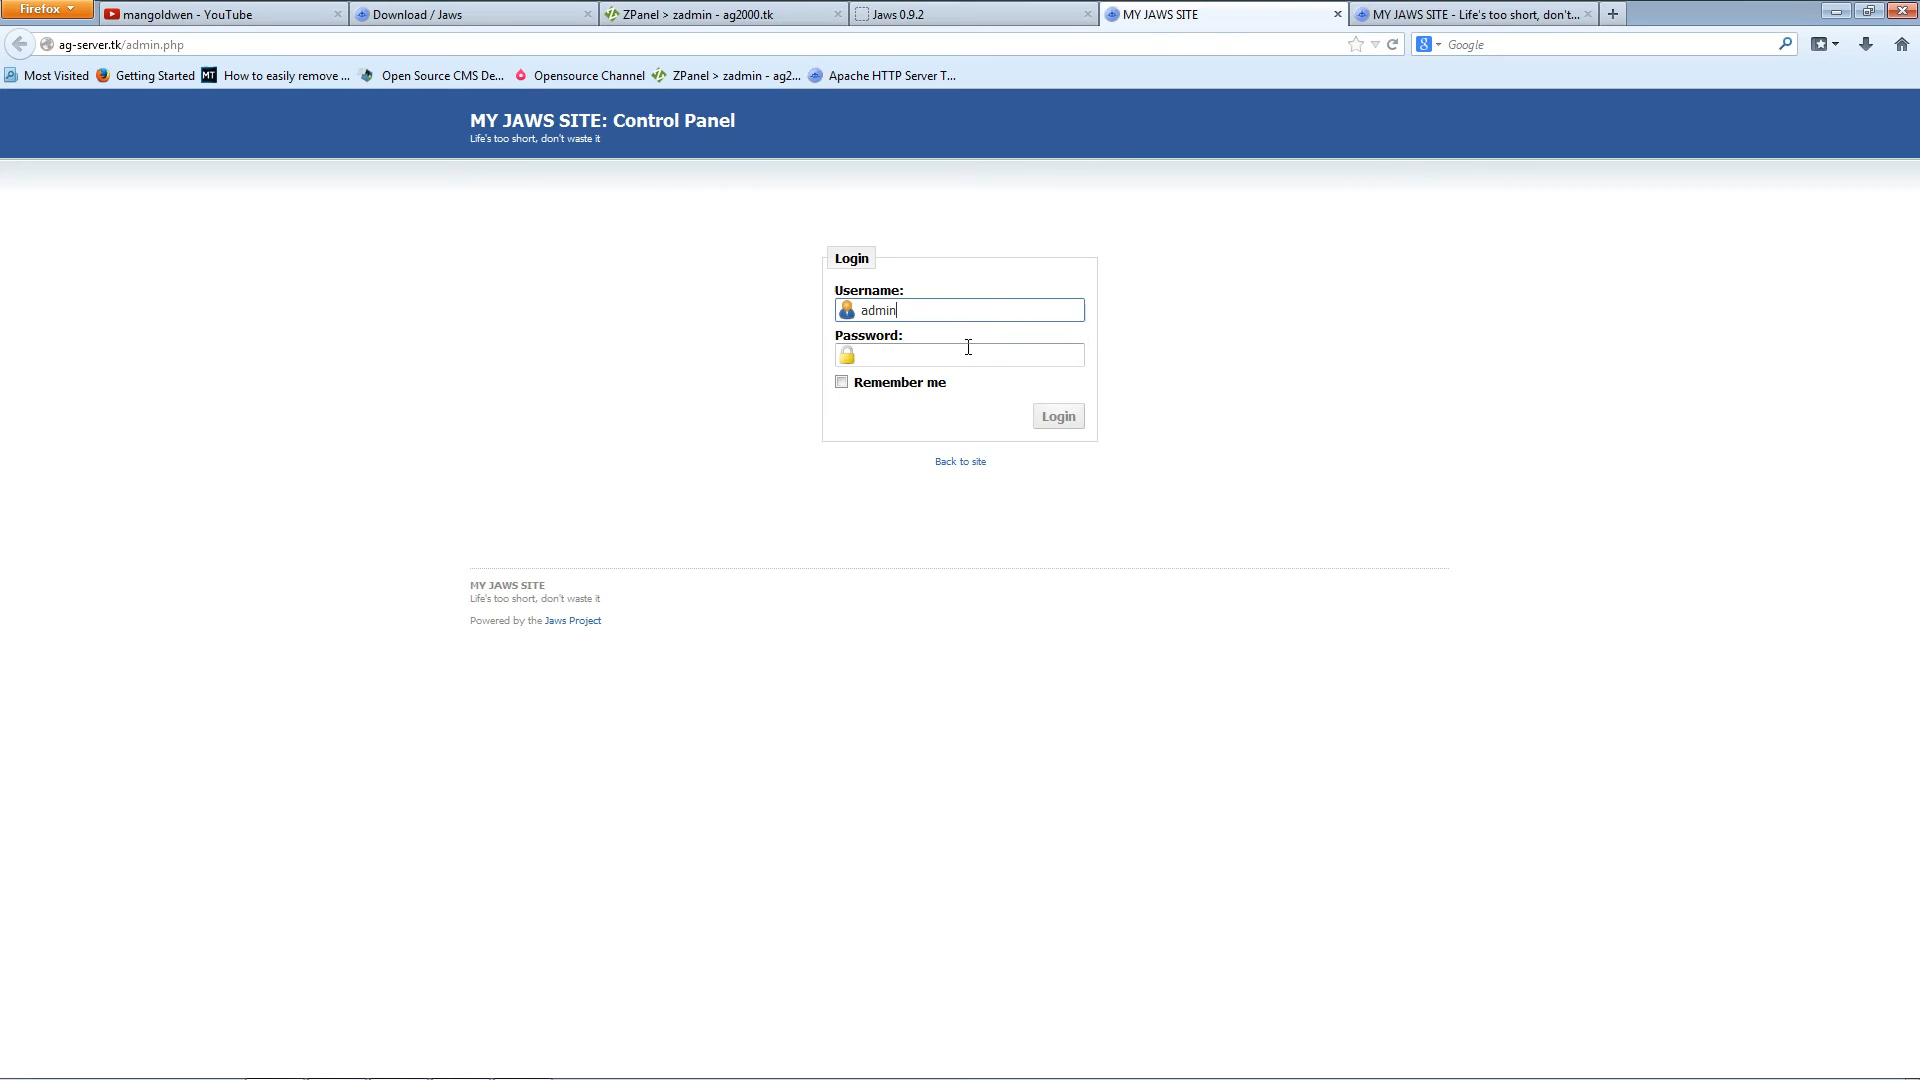 Firefox
mangoldwen - YouTube
Download / Jaws
ZPanel > zadmin - ag2000.tk
Jaws 0.9.2
MY JAWS SITE
MY JAWS SITE - Life's too short, don't...
ag-server.tk/admin.php
Google
Most Visited
Getting Started
MT
How to easily remove ...
Open Source CMS De...
Opensource Channel
ZPanel > zadmin - ag2...
Apache HTTP Server T...
MY JAWS SITE: Control Panel
Life's too short, don't waste it
Login
Username:
admin
Password:
Remember me
Login
Back to site
MY JAWS SITE
Life's too short, don't waste it
Powered by the Jaws Project